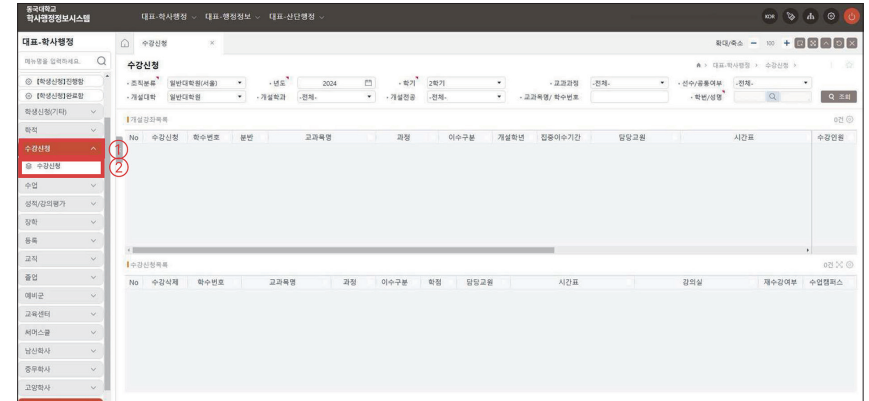 동국대학교
학사행정정보시스템
대표-학사행정 대표-행정정보 대표-산단행정
KOR
대표-학사행정
수강신청 ×
확대/축소 − 100 +
메뉴명을 입력하세요.
수강신청
대표-학사행정 › 수강신청 ›
【학생신청】진행함
【학생신청】완료함
학생신청(기타)
학적
수강신청 ①
수강신청 ②
수업
성적/강의평가
장학
등록
교직
졸업
예비군
교육센터
써머스쿨
남산학사
충무학사
고양학사
• 조직분류 일반대학원(서울) • 년도 2024 • 학기 2학기 • 교과과정 -전체- • 선수/공통여부 -전체-
• 개설대학 일반대학원 • 개설학과 -전체- • 개설전공 -전체- • 교과목명/ 학수번호 • 학번/성명 조회
개설강좌목록 0건
No 수강신청 학수번호 분반 교과목명 과정 이수구분 개설학년 집중이수기간 담당교원 시간표 수강인원
수강신청목록 0건
No 수강삭제 학수번호 교과목명 과정 이수구분 학점 담당교원 시간표 강의실 재수강여부 수업캠퍼스